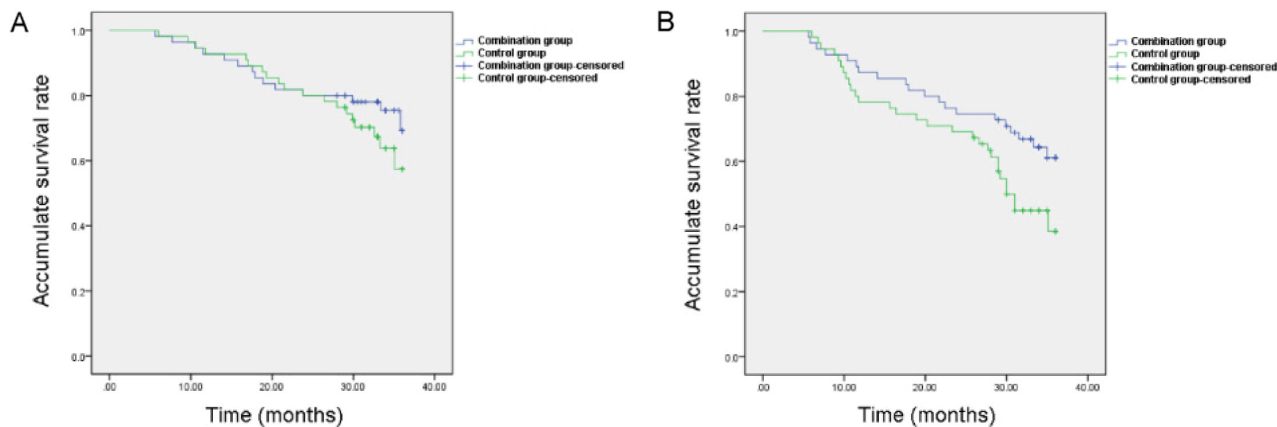 A
Accumulate survival rate
1.0
0.8
0.6
0.4
0.2
0.0
.00 10.00 20.00 30.00 40.00
Time (months)
Combination group
Control group
Combination group-censored
Control group-censored
B
Accumulate survival rate
1.0
0.8
0.6
0.4
0.2
0.0
.00 10.00 20.00 30.00 40.00
Time (months)
Combination group
Control group
Combination group-censored
Control group-censored